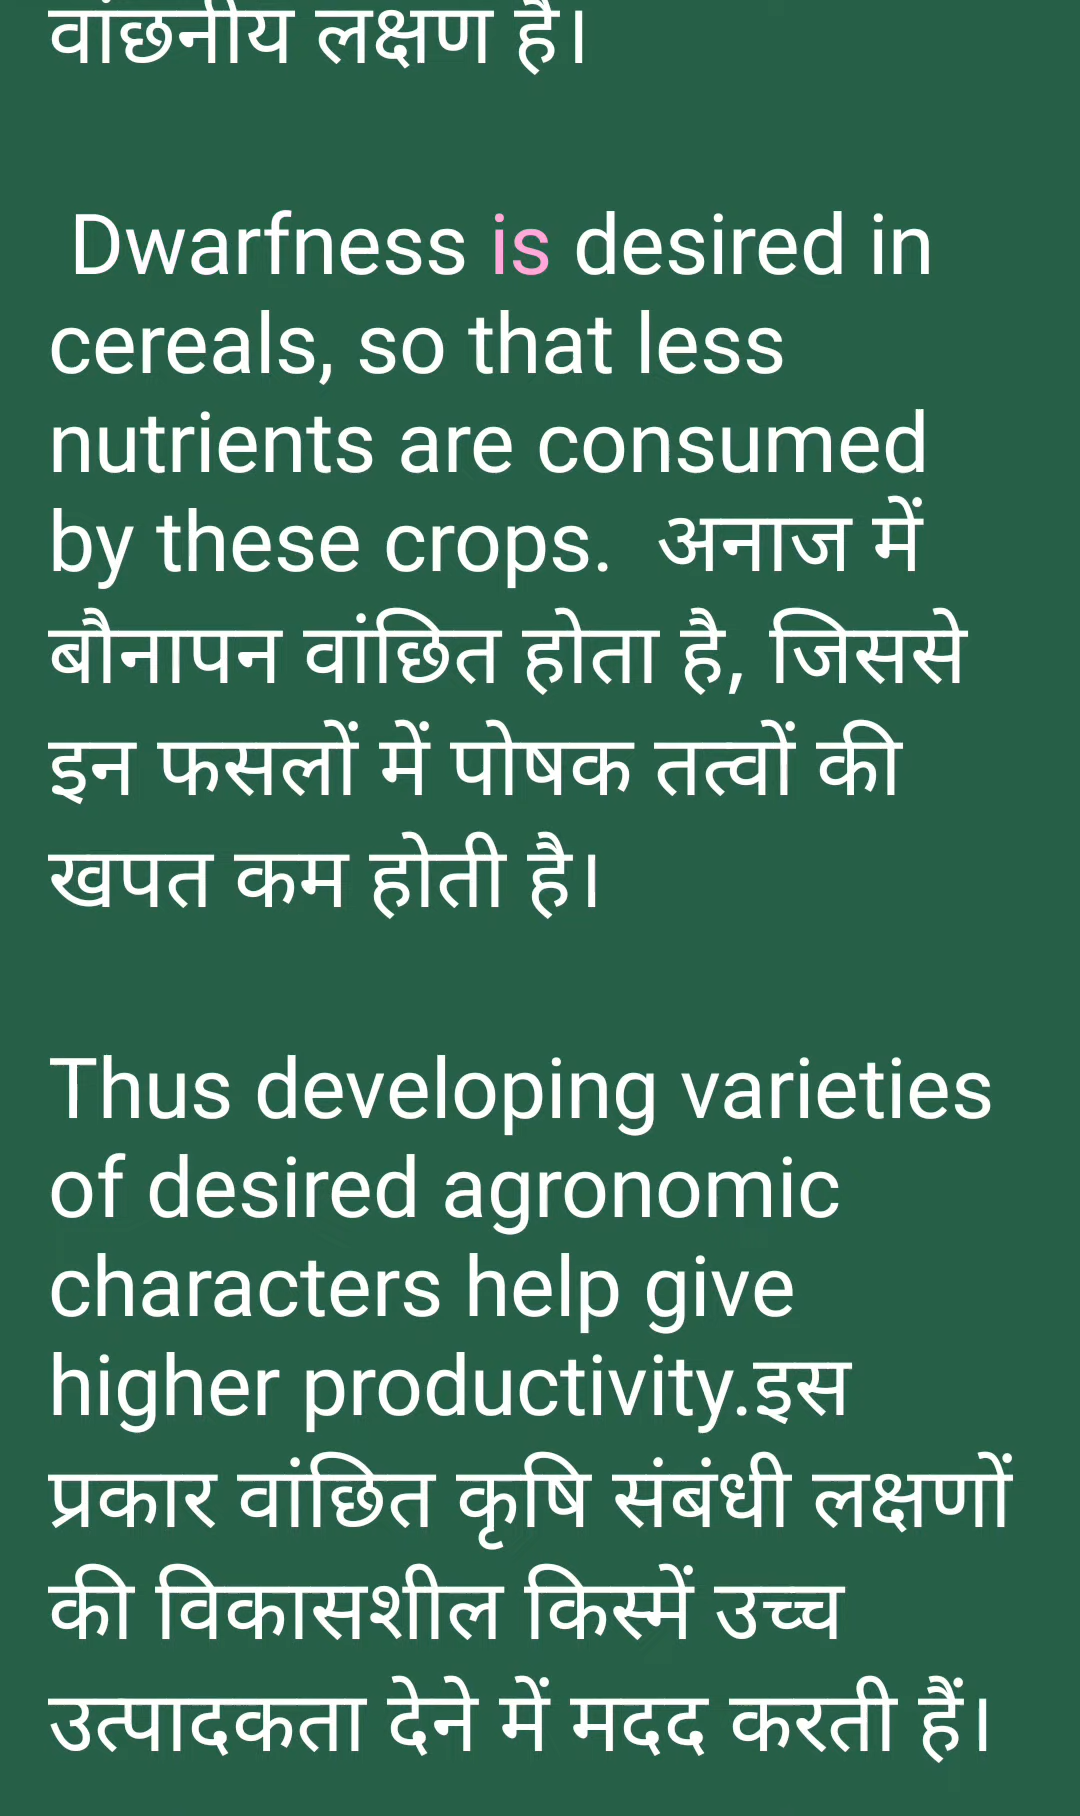 वांछनीय लक्षण है।
Dwarfness is desired in
cereals, so that less
nutrients are consumed
by these crops. अनाज में
बौनापन वांछित होता है, जिससे
इन फसलों में पोषक तत्वों की
खपत कम होती है।
Thus developing varieties
of desired agronomic
characters help give
higher productivity.इस
प्रकार वांछित कृषि संबंधी लक्षणों
की विकासशील किस्में उच्च
उत्पादकता देने में मदद करती हैं।